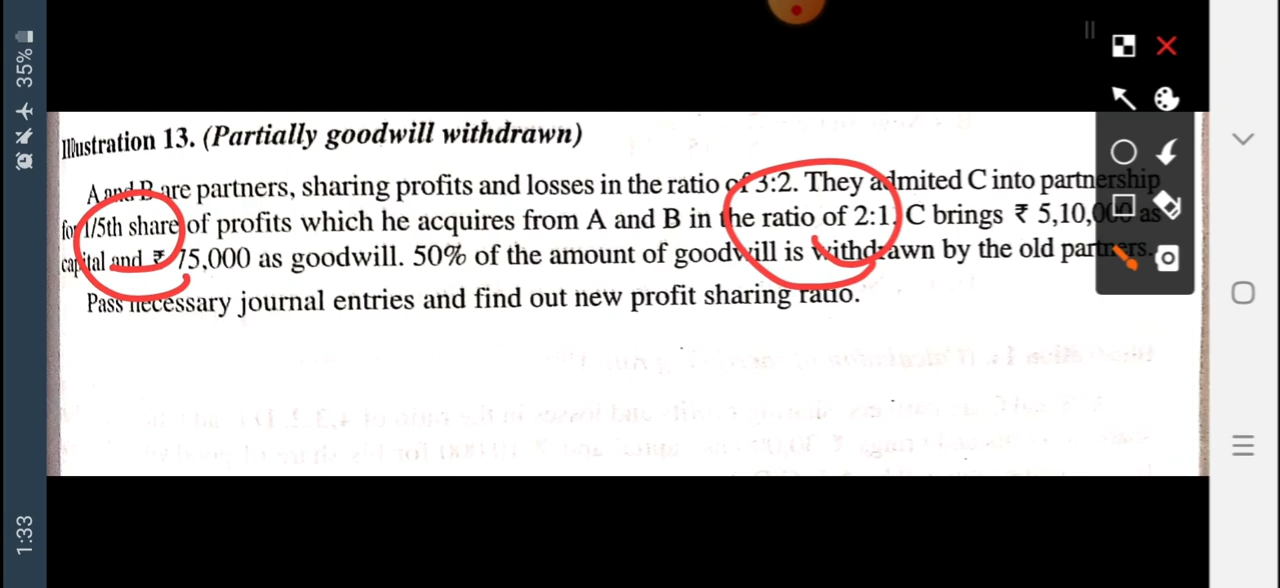 35%
1:33
Illustration 13. (Partially goodwill withdrawn)
A and B are partners, sharing profits and losses in the ratio of 3:2. They admited C into partnership
for 1/5th share of profits which he acquires from A and B in the ratio of 2:1. C brings ₹ 5,10,000 as
capital and ₹ 75,000 as goodwill. 50% of the amount of goodwill is withdrawn by the old partners.
Pass necessary journal entries and find out new profit sharing ratio.